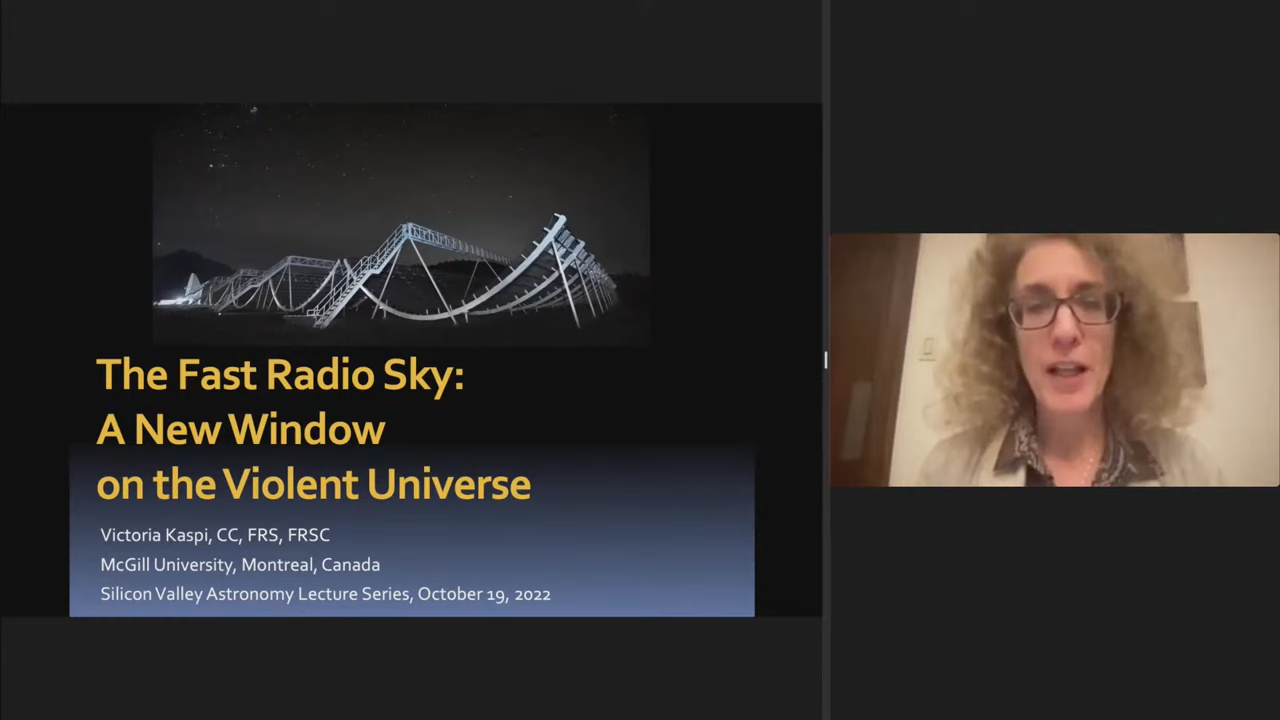 The Fast Radio Sky:
A New Window
on the Violent Universe
Victoria Kaspi, CC, FRS, FRSC
McGill University, Montreal, Canada
Silicon Valley Astronomy Lecture Series, October 19, 2022